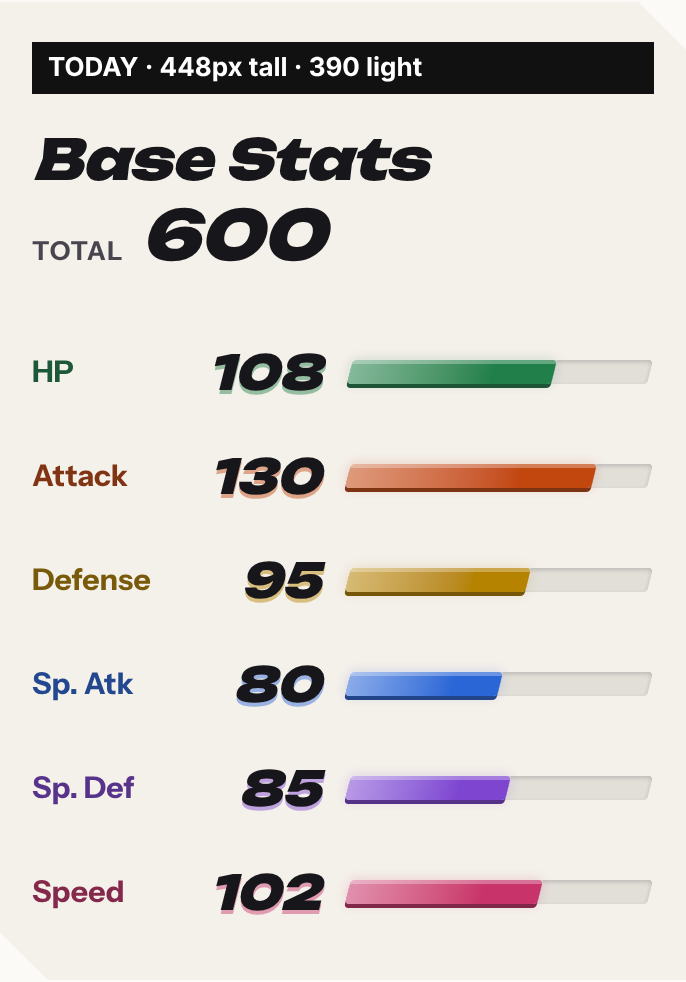 TODAY · 448px tall · 390 light
Base Stats
TOTAL 600
HP 108
Attack 130
Defense 95
Sp. Atk 80
Sp. Def 85
Speed 102